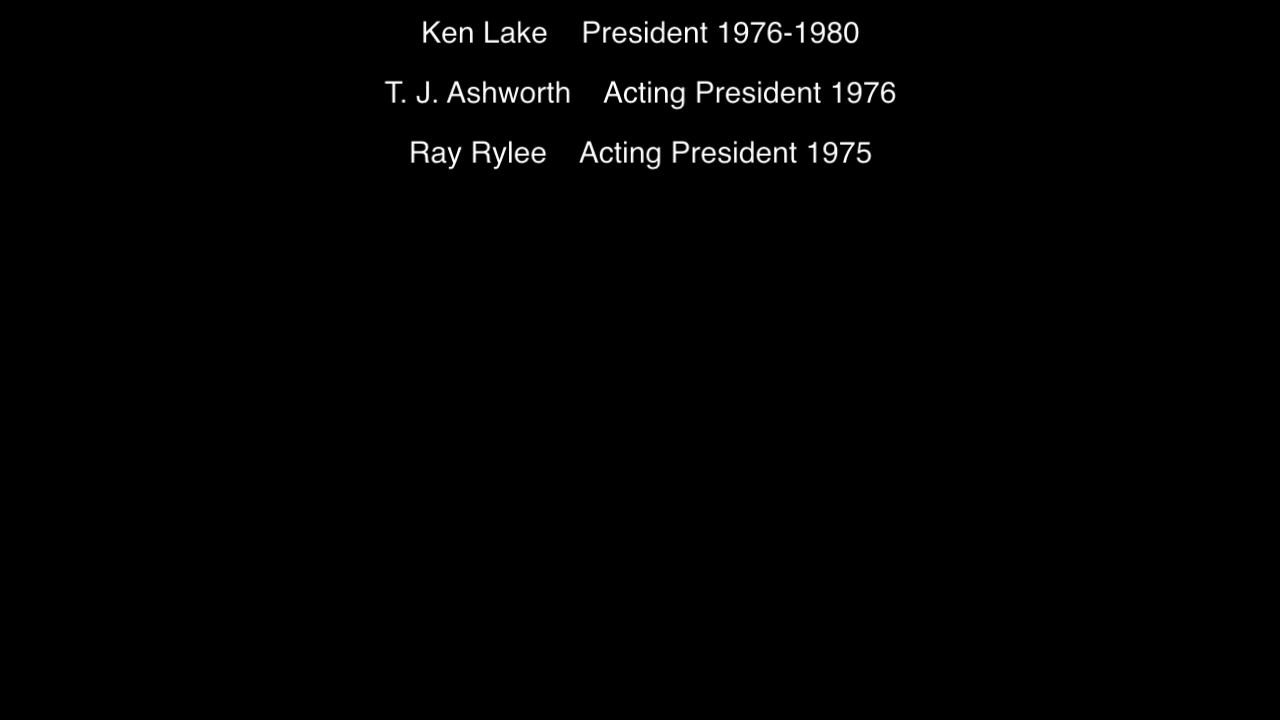 Ken Lake    President 1976-1980
T. J. Ashworth    Acting President 1976
Ray Rylee    Acting President 1975